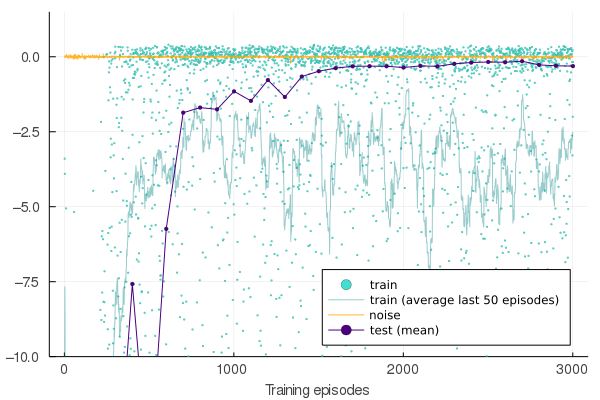 0.0
−2.5
−5.0
−7.5
−10.0
train
train (average last 50 episodes)
noise
test (mean)
0 1000 2000 3000
Training episodes